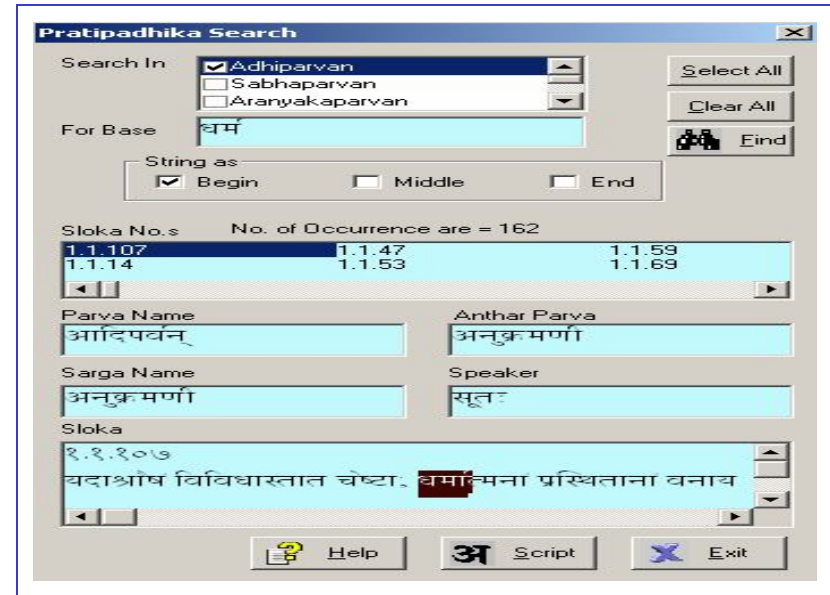 Pratipadhika Search
Search In
Adhiparvan
Sabhaparvan
Aranyakaparvan
Select All
Clear All
For Base
धर्म
Find
String as
Begin Middle End
Sloka No.s No. of Occurrence are = 162
1.1.107 1.1.47 1.1.59
1.1.14 1.1.53 1.1.69
Parva Name Anthar Parva
आदिपर्वन् अनुक्रमणी
Sarga Name Speaker
अनुक्रमणी सूतः
Sloka
१.१.१०७
यदाश्रौषं विविधास्तात चेष्टाः धर्मात्मनां प्रस्थितानां वनाय
Help अ Script Exit